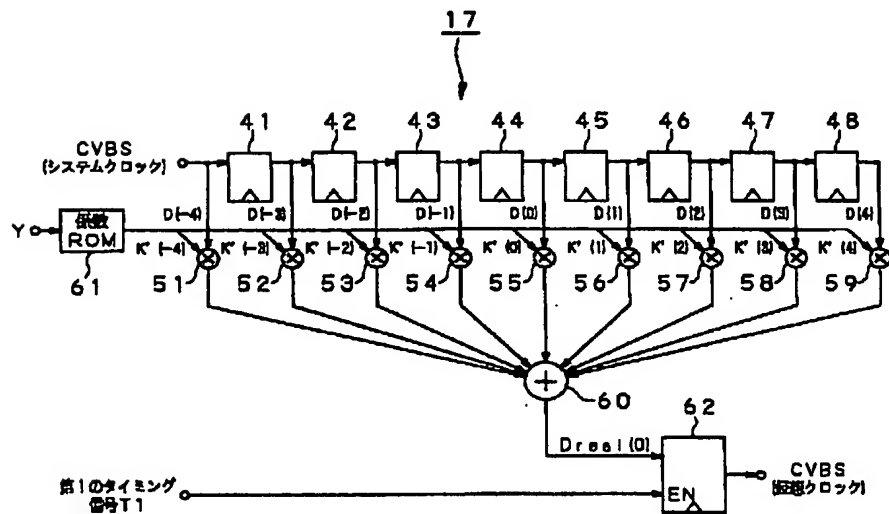 17
41 42 43 44 45 46 47 48
CVBS
(システムクロック)
D(-4) D(-3) D(-2) D(-1) D(0) D(1) D(2) D(3) D(4)
Y
係数
ROM
K'(-4) K'(-3) K'(-2) K'(-1) K'(0) K'(1) K'(2) K'(3) K'(4)
61
51 52 53 54 55 56 57 58 59
60
62
Dreal(0)
CVBS
(仮想クロック)
第1のタイミング
信号T1
EN